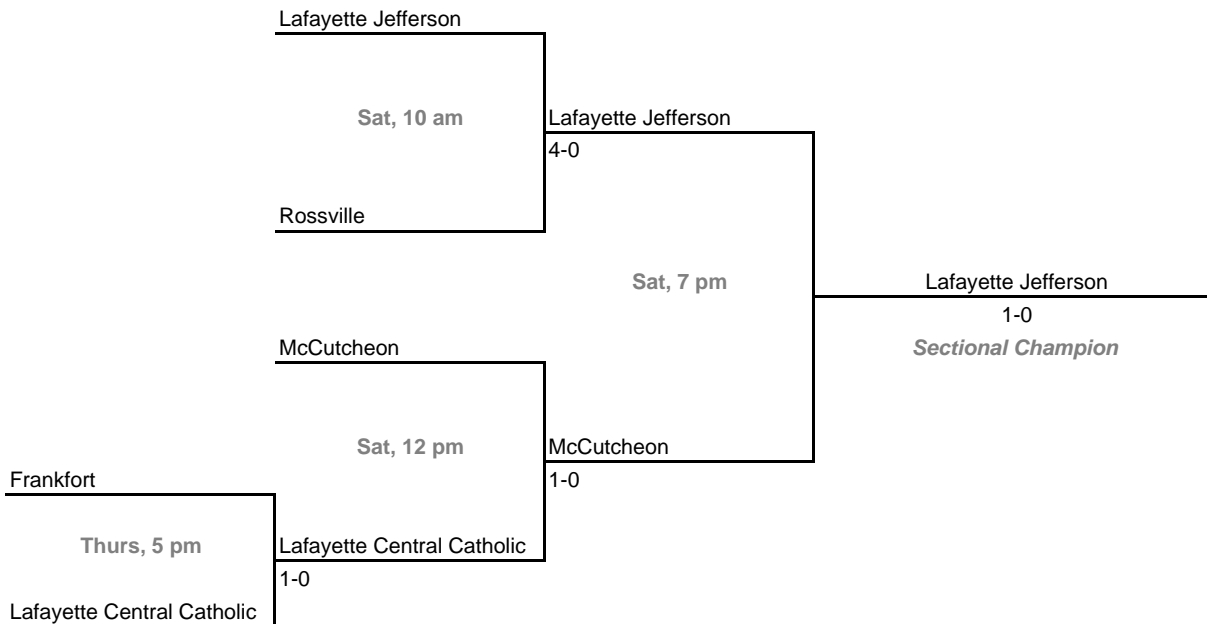 Lafayette Jefferson
Sat, 10 am
Lafayette Jefferson
4-0
Rossville
Sat, 7 pm
Lafayette Jefferson
1-0
McCutcheon
Sectional Champion
Sat, 12 pm
McCutcheon
Frankfort
1-0
Thurs, 5 pm
Lafayette Central Catholic
1-0
Lafayette Central Catholic